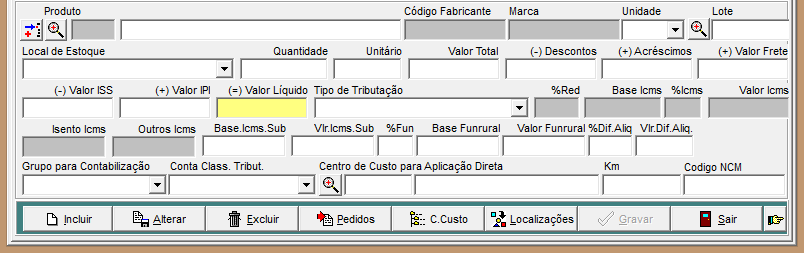 Produto Código Fabricante Marca Unidade Lote
Local de Estoque Quantidade Unitário Valor Total (-) Descontos (+) Acréscimos (+) Valor Frete
(-) Valor ISS (+) Valor IPI (=) Valor Líquido Tipo de Tributação %Red Base Icms %Icms Valor Icms
Isento Icms Outros Icms Base.Icms.Sub Vlr.Icms.Sub %Fun Base Funrural Valor Funrural %Dif.Aliq Vlr.Dif.Aliq.
Grupo para Contabilização Conta Class. Tribut. Centro de Custo para Aplicação Direta Km Codigo NCM
Incluir Alterar Excluir Pedidos C.Custo Localizações Gravar Sair